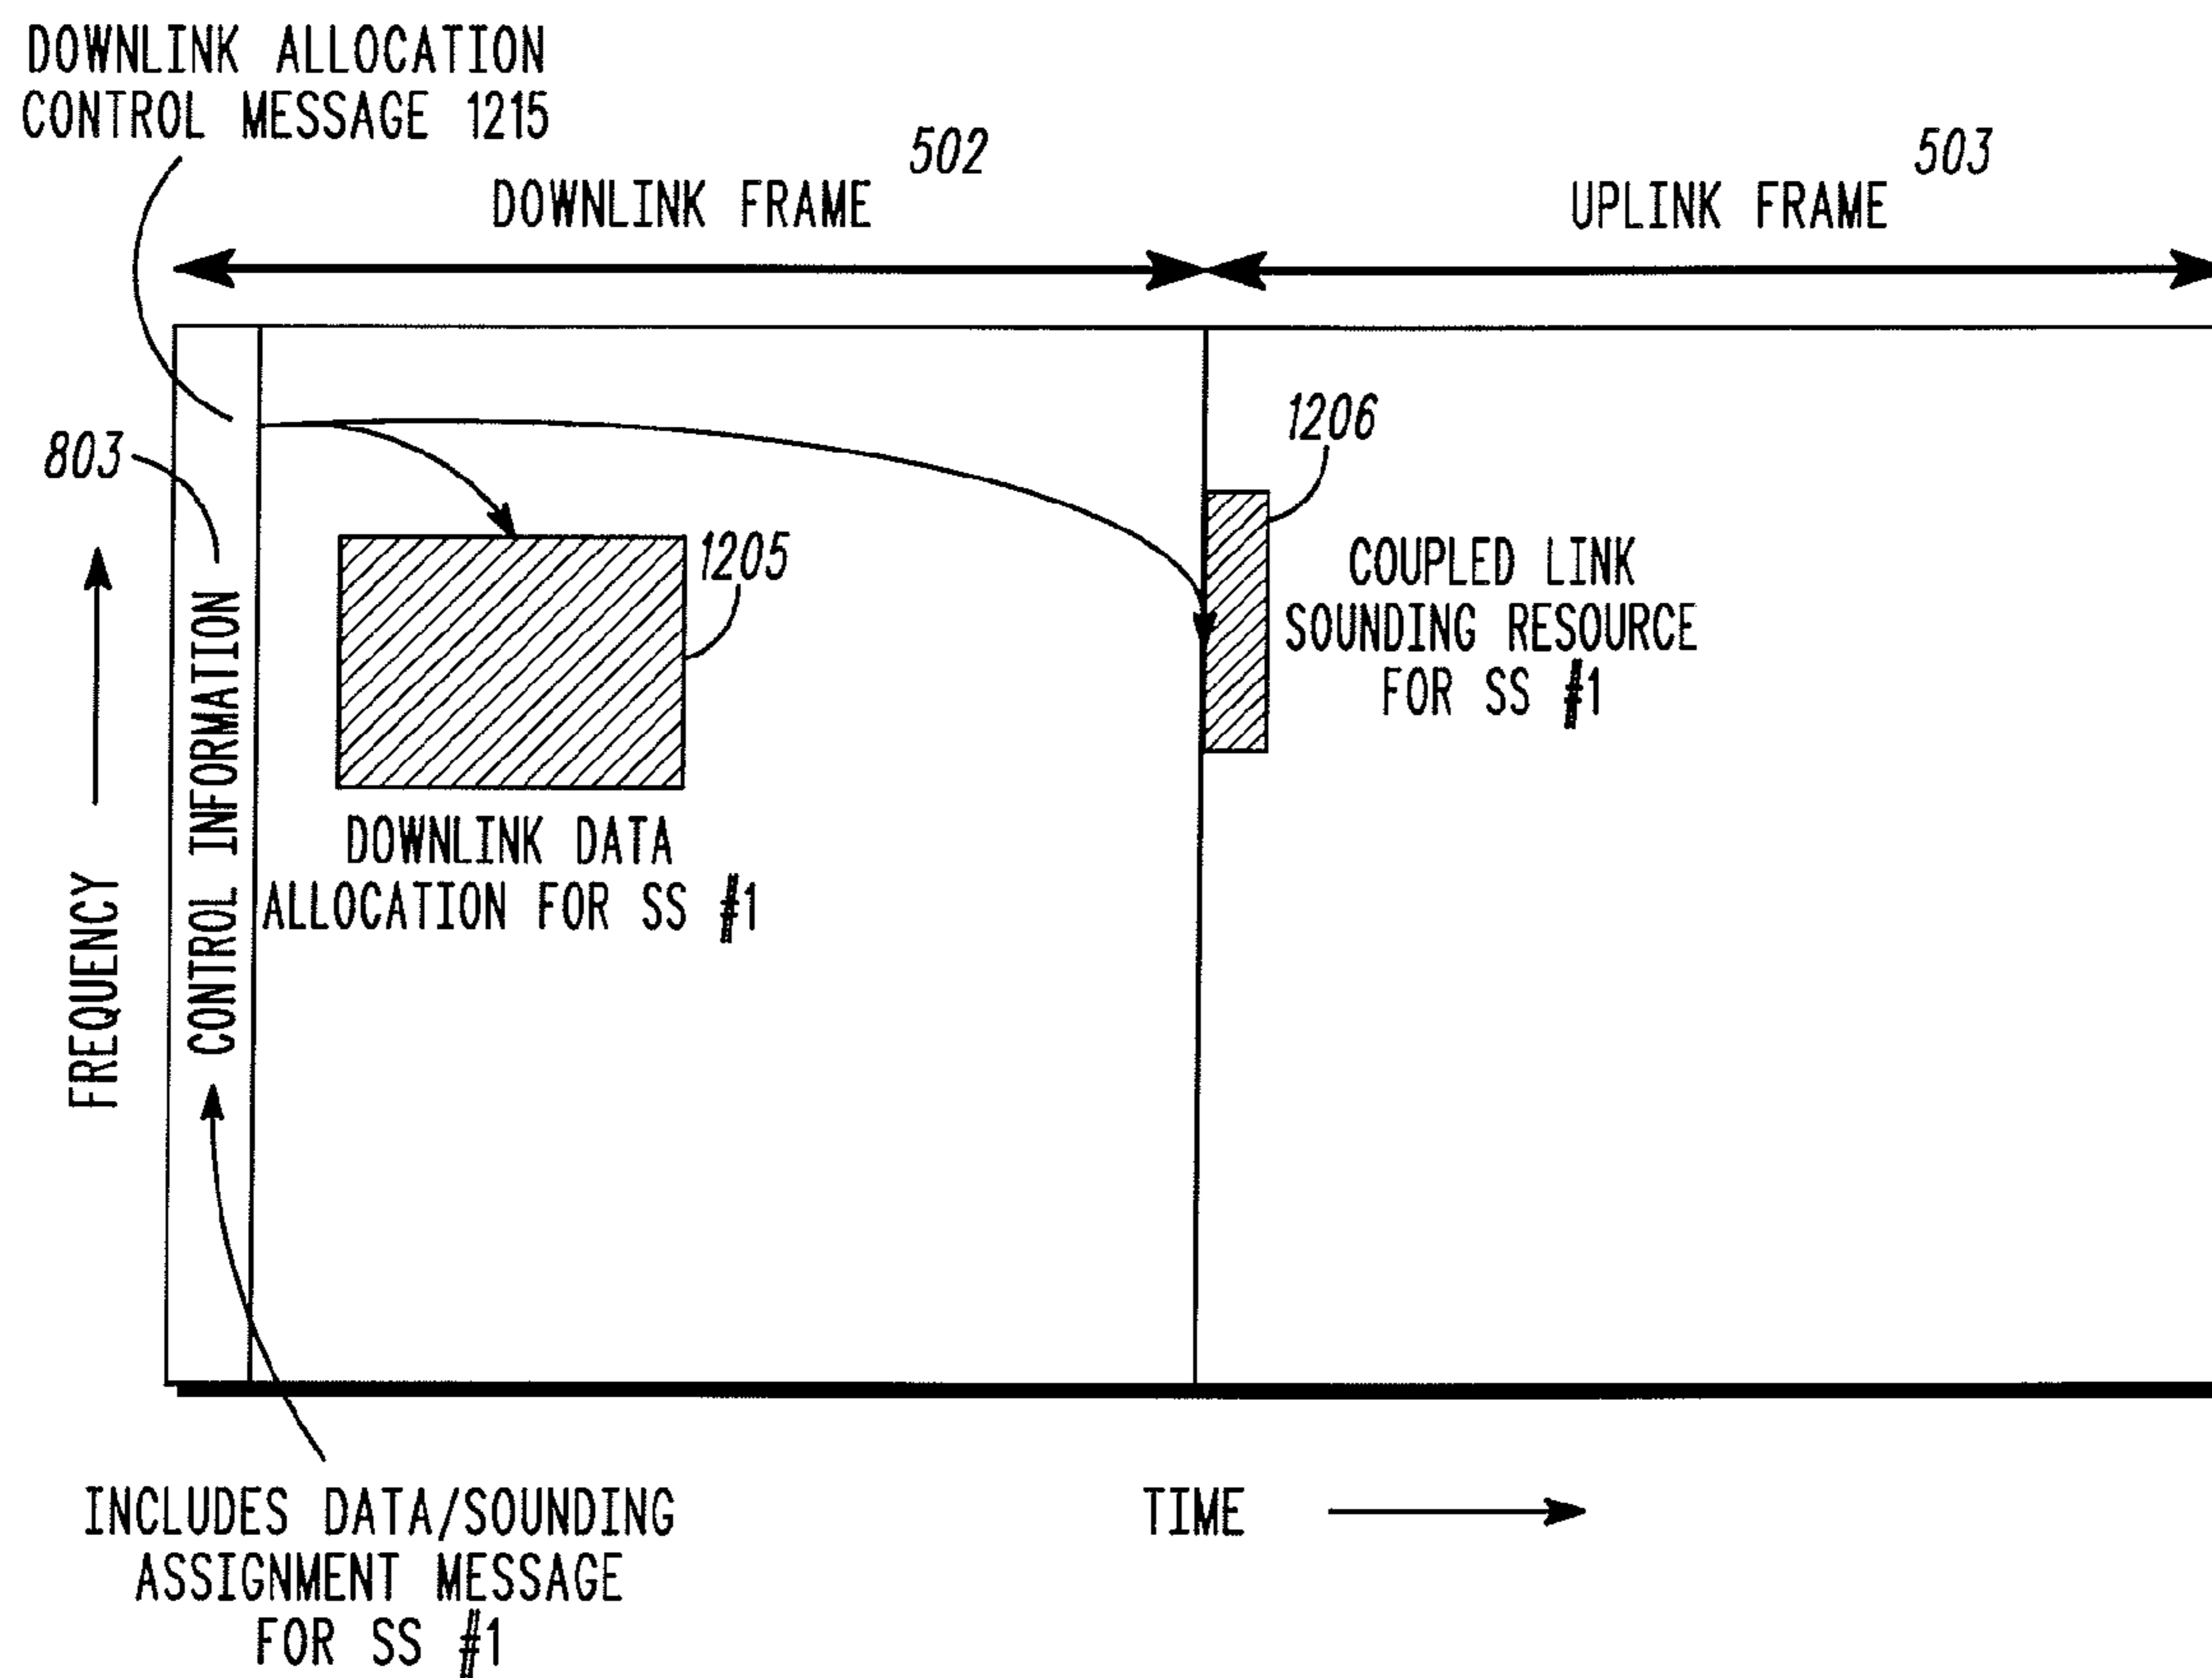 DOWNLINK ALLOCATION
CONTROL MESSAGE 1215
502
503
DOWNLINK FRAME
UPLINK FRAME
803
1206
1205
COUPLED LINK
SOUNDING RESOURCE
FOR SS #1
CONTROL INFORMATION
DOWNLINK DATA
ALLOCATION FOR SS #1
FREQUENCY
INCLUDES DATA/SOUNDING
ASSIGNMENT MESSAGE
FOR SS #1
TIME